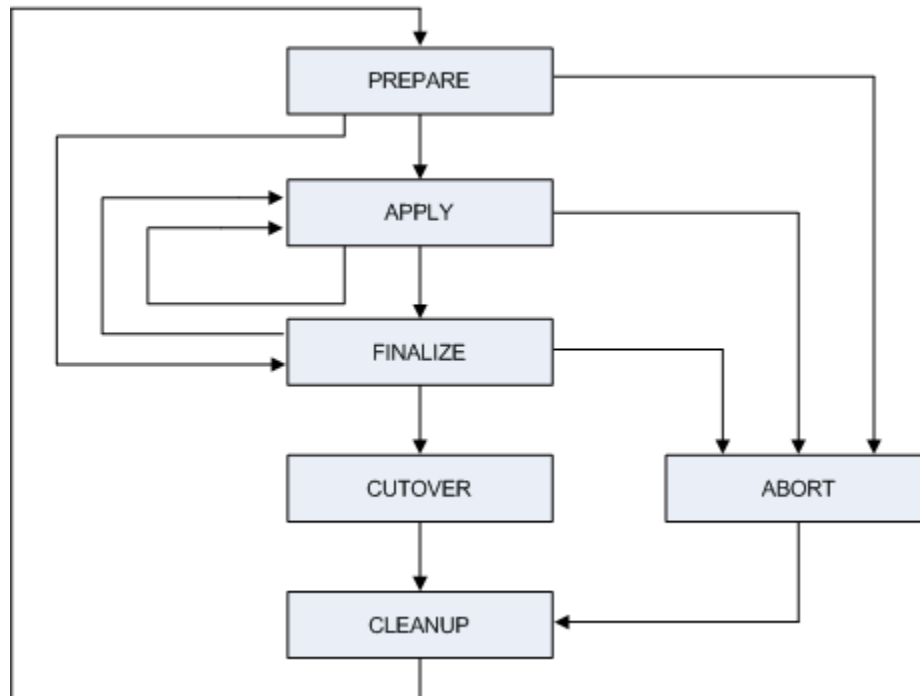 PREPARE
APPLY
FINALIZE
CUTOVER
ABORT
CLEANUP